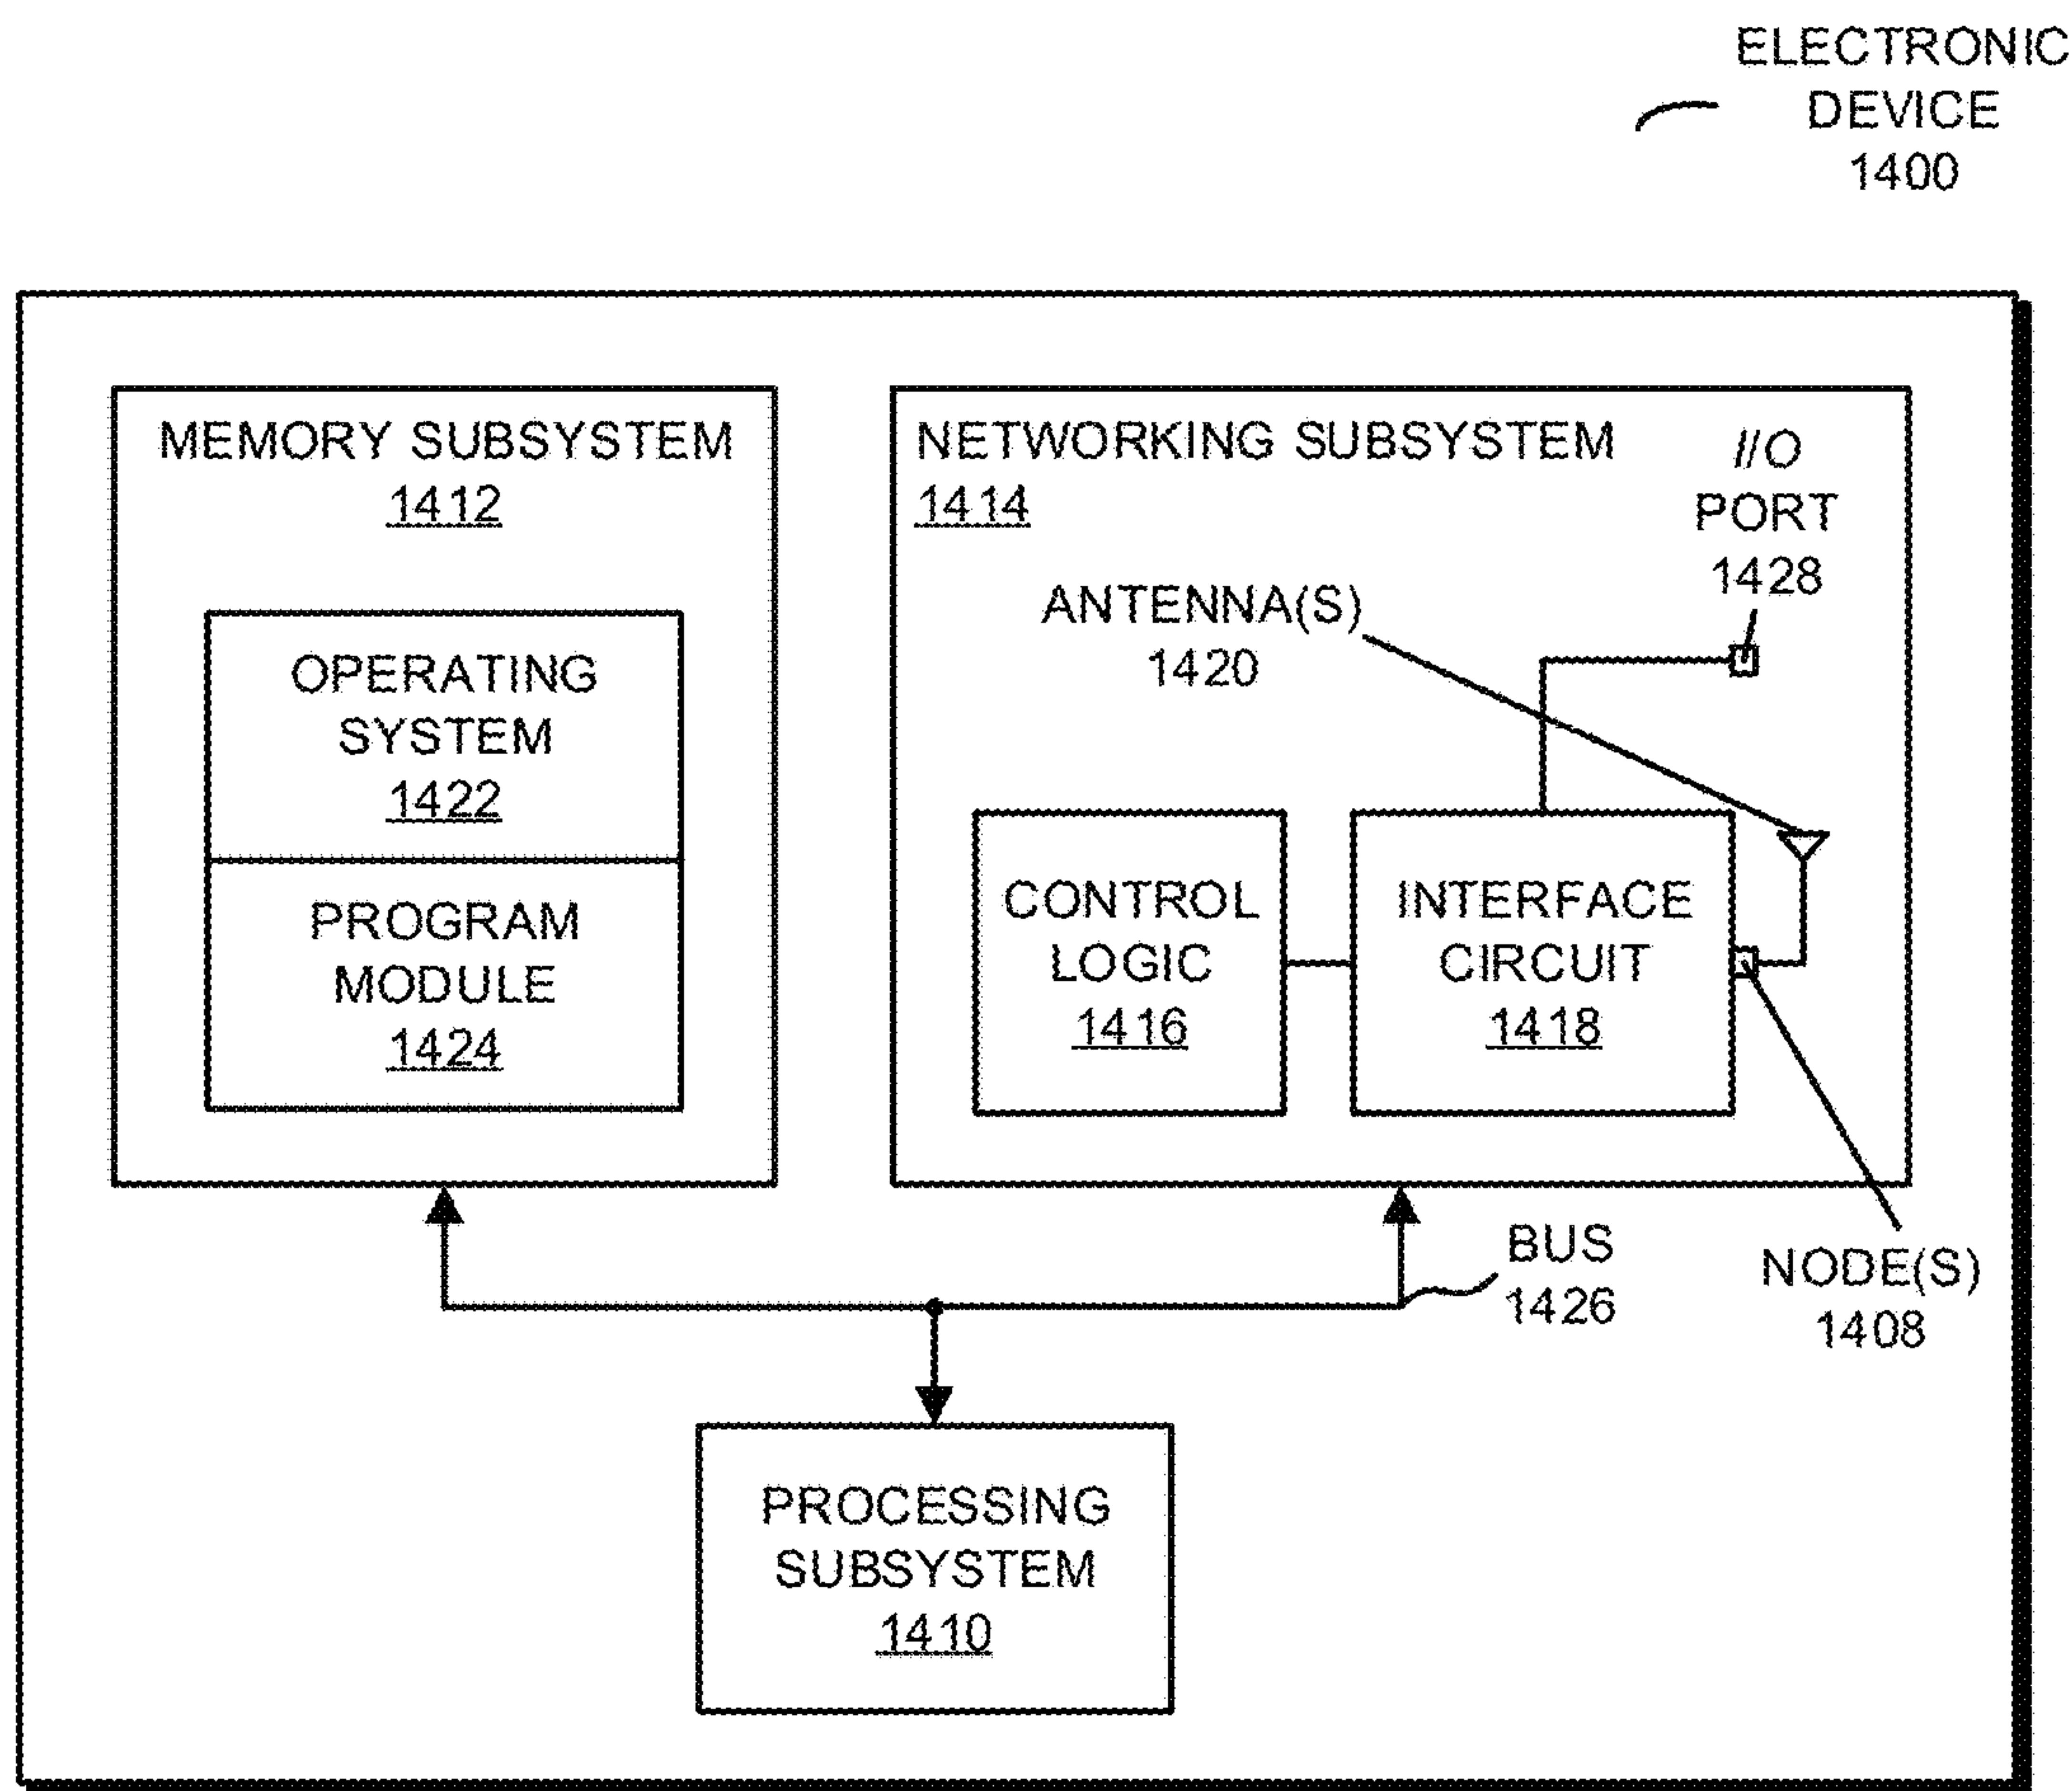 ELECTRONIC
DEVICE
1400
MEMORY SUBSYSTEM
1412
OPERATING
SYSTEM
1422
PROGRAM
MODULE
1424
NETWORKING SUBSYSTEM
1414
I/O
PORT
1428
ANTENNA(S)
1420
CONTROL
LOGIC
1416
INTERFACE
CIRCUIT
1418
BUS
1426
NODE(S)
1408
PROCESSING
SUBSYSTEM
1410